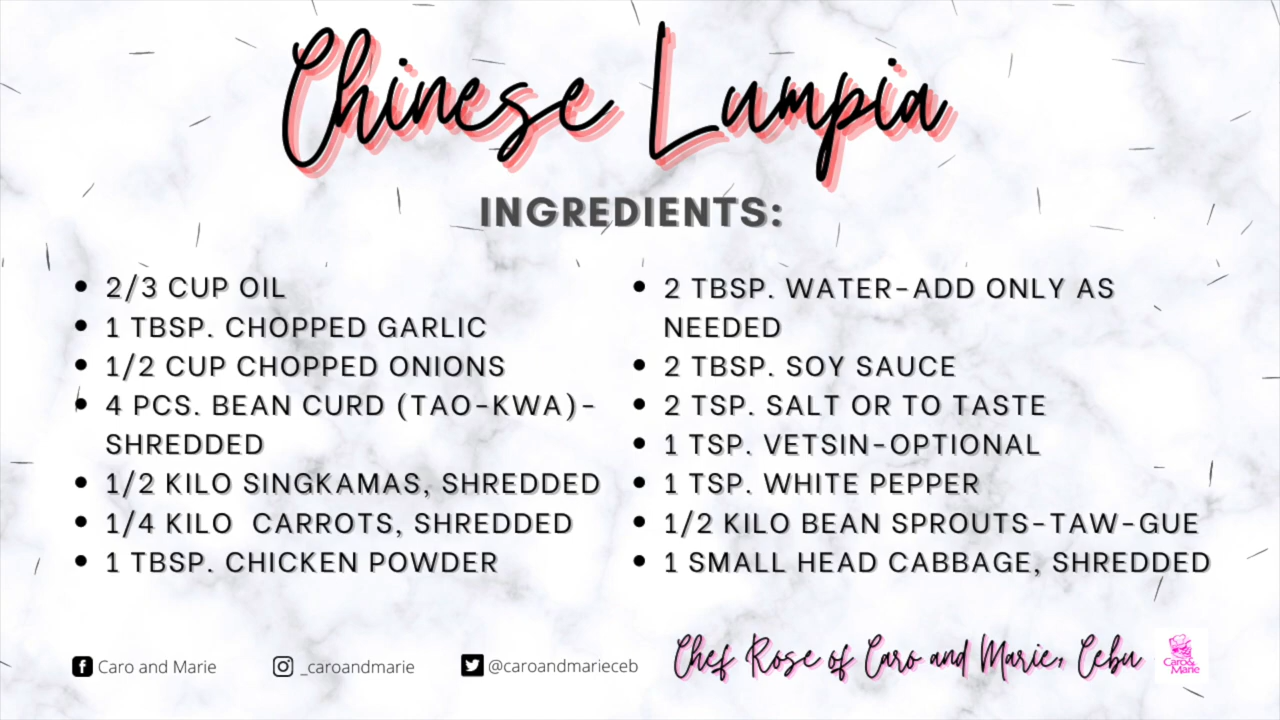 Chinese Lumpia
INGREDIENTS:
• 2/3 CUP OIL
• 1 TBSP. CHOPPED GARLIC
• 1/2 CUP CHOPPED ONIONS
• 4 PCS. BEAN CURD (TAO-KWA)-
SHREDDED
• 1/2 KILO SINGKAMAS, SHREDDED
• 1/4 KILO  CARROTS, SHREDDED
• 1 TBSP. CHICKEN POWDER
• 2 TBSP. WATER-ADD ONLY AS
NEEDED
• 2 TBSP. SOY SAUCE
• 2 TSP. SALT OR TO TASTE
• 1 TSP. VETSIN-OPTIONAL
• 1 TSP. WHITE PEPPER
• 1/2 KILO BEAN SPROUTS-TAW-GUE
• 1 SMALL HEAD CABBAGE, SHREDDED
Caro and Marie
_caroandmarie
@caroandmarieceb
Chef Rose of Caro and Marie, Cebu
Caro&
Marie